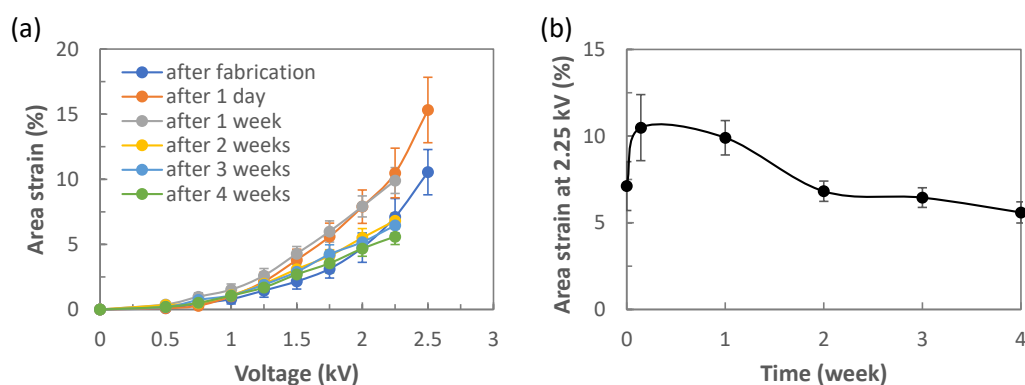 (a)
Area strain (%)
20
15
10
5
0
after fabrication
after 1 day
after 1 week
after 2 weeks
after 3 weeks
after 4 weeks
0 0.5 1 1.5 2 2.5 3
Voltage (kV)
(b)
Area strain at 2.25 kV (%)
15
10
5
0
0 1 2 3 4
Time (week)